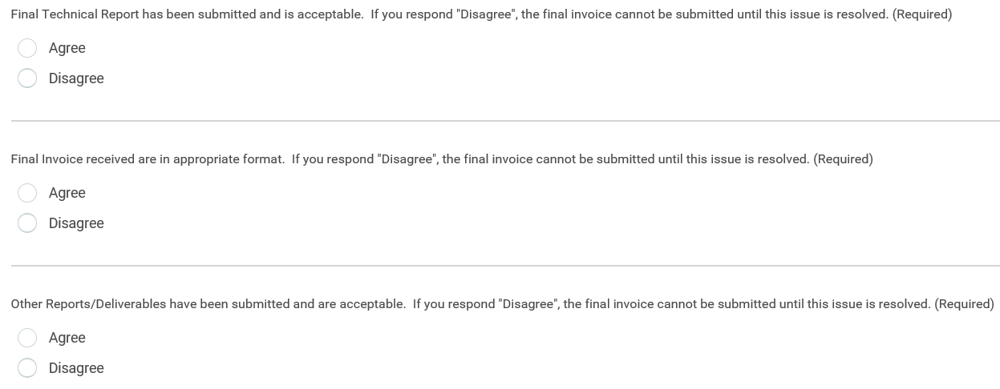 Final Technical Report has been submitted and is acceptable.  If you respond "Disagree", the final invoice cannot be submitted until this issue is resolved. (Required)
Agree
Disagree
Final Invoice received are in appropriate format.  If you respond "Disagree", the final invoice cannot be submitted until this issue is resolved. (Required)
Agree
Disagree
Other Reports/Deliverables have been submitted and are acceptable.  If you respond "Disagree", the final invoice cannot be submitted until this issue is resolved. (Required)
Agree
Disagree